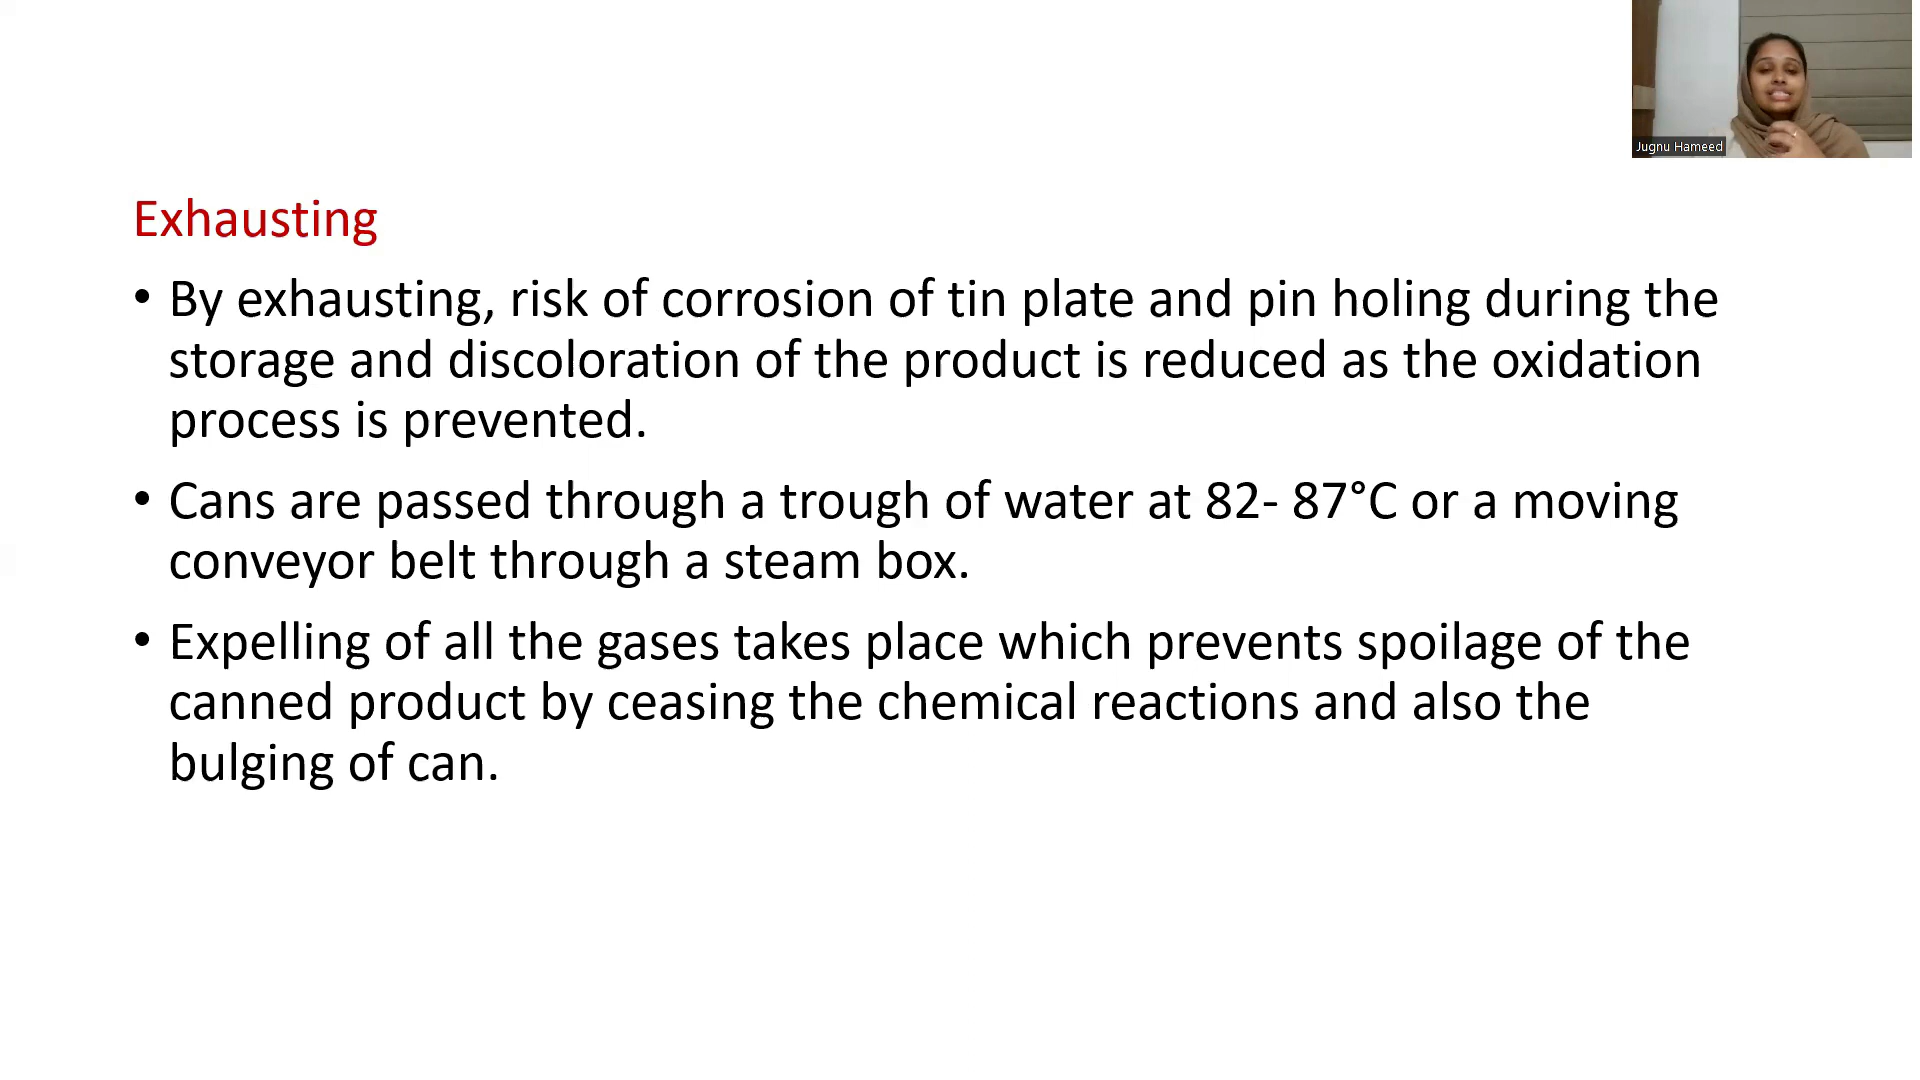 Jugnu Hameed
Exhausting
• By exhausting, risk of corrosion of tin plate and pin holing during the
storage and discoloration of the product is reduced as the oxidation
process is prevented.
• Cans are passed through a trough of water at 82- 87°C or a moving
conveyor belt through a steam box.
• Expelling of all the gases takes place which prevents spoilage of the
canned product by ceasing the chemical reactions and also the
bulging of can.